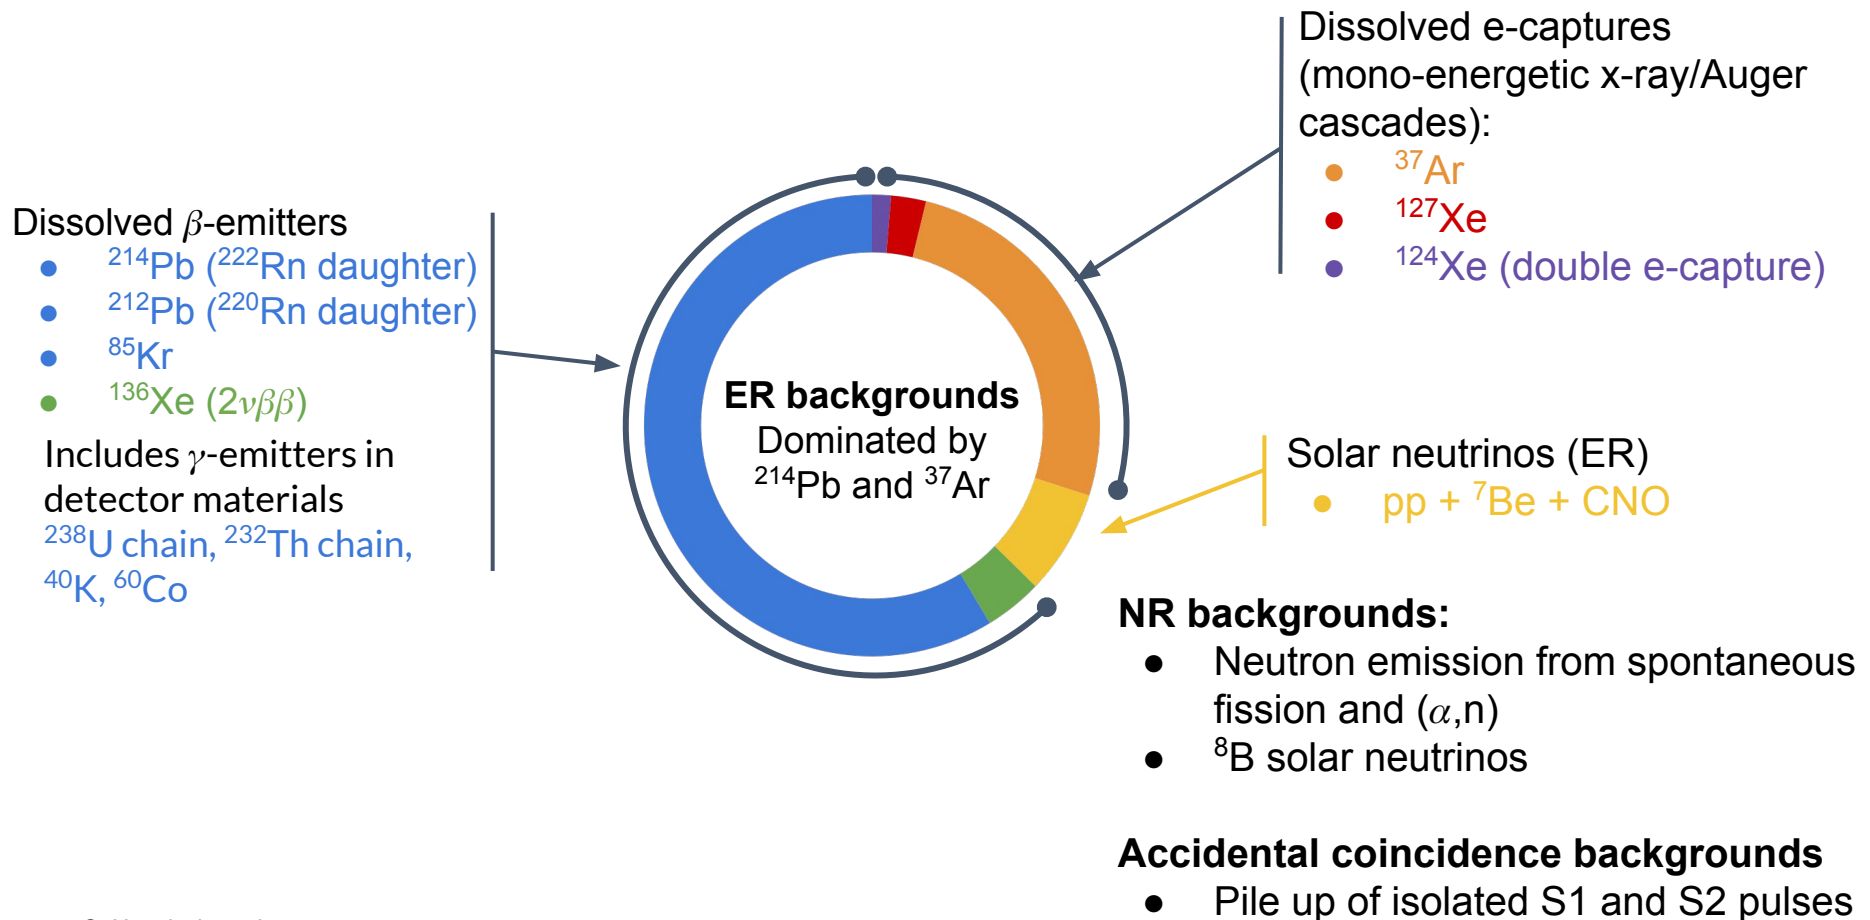 Dissolved e-captures
(mono-energetic x-ray/Auger
cascades):
● ³⁷Ar
● ¹²⁷Xe
● ¹²⁴Xe (double e-capture)
Dissolved β-emitters
● ²¹⁴Pb (²²²Rn daughter)
● ²¹²Pb (²²⁰Rn daughter)
● ⁸⁵Kr
● ¹³⁶Xe (2νββ)
Includes γ-emitters in
detector materials
²³⁸U chain, ²³²Th chain,
⁴⁰K, ⁶⁰Co
ER backgrounds
Dominated by
²¹⁴Pb and ³⁷Ar
Solar neutrinos (ER)
● pp + ⁷Be + CNO
NR backgrounds:
● Neutron emission from spontaneous
fission and (α,n)
● ⁸B solar neutrinos
Accidental coincidence backgrounds
● Pile up of isolated S1 and S2 pulses